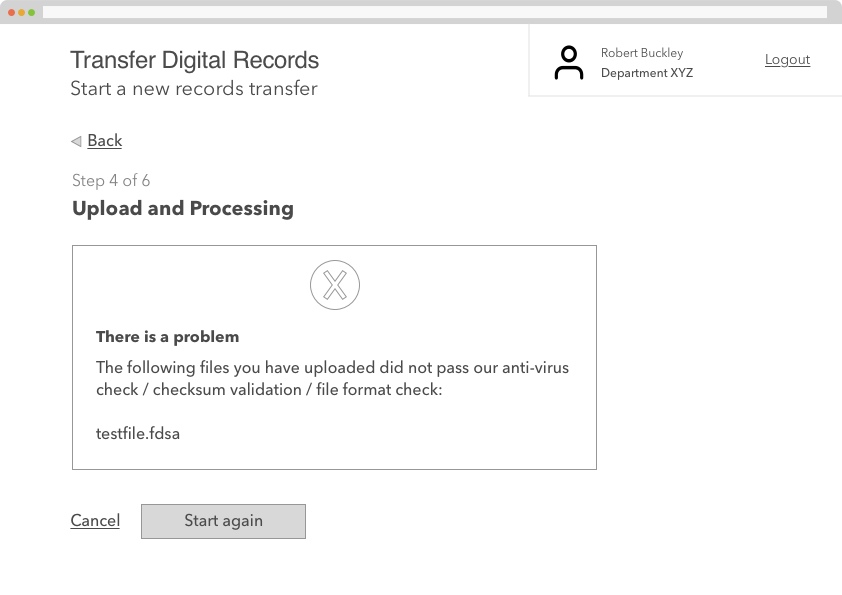 Transfer Digital Records
Start a new records transfer
Robert Buckley
Department XYZ
Logout
Back
Step 4 of 6
Upload and Processing
There is a problem
The following files you have uploaded did not pass our anti-virus
check / checksum validation / file format check:
testfile.fdsa
Cancel
Start again